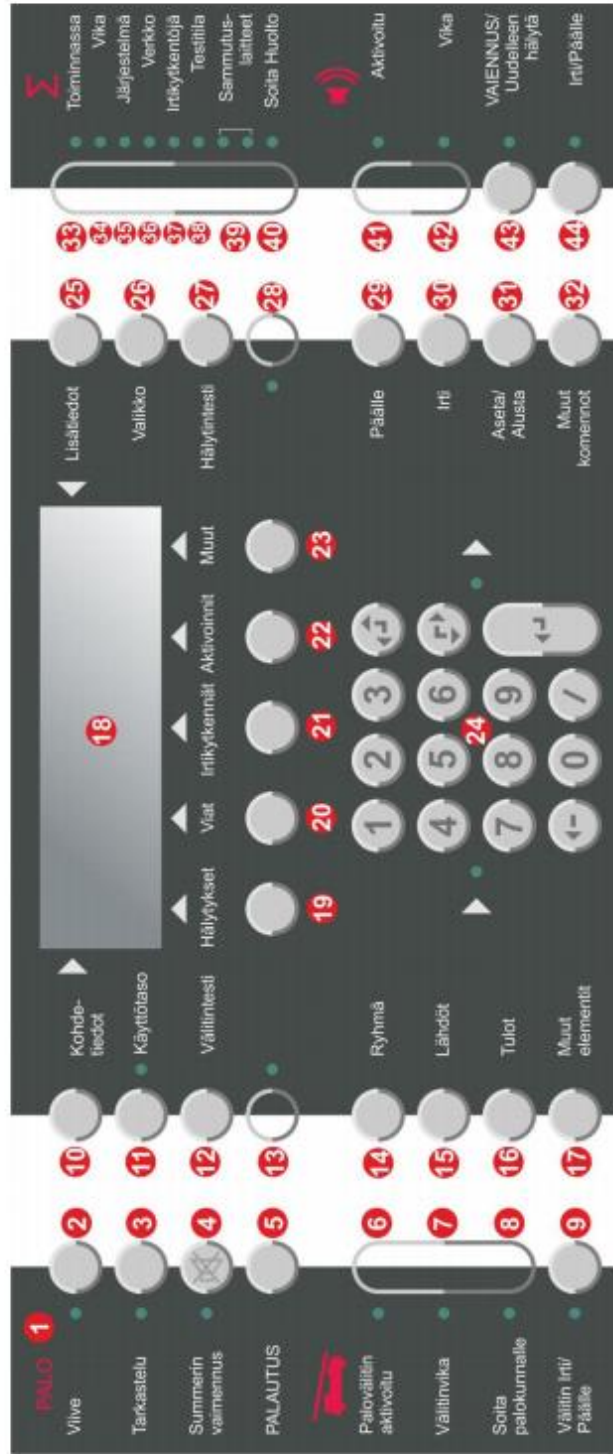 PALO 1
Viive 2
Tarkastelu 3
Summerin
vaimennus 4
PALAUTUS 5
Palovälitin
aktivoitu 6
Välitinvika 7
Soita
palokunnalle 8
Välitin Irti/
Päälle 9
10 Kohde-
tiedot
11 Käyttötaso
12 Välitintesti
13
14 Ryhmä
15 Lähdöt
16 Tulot
17 Muut
elementit
18
Hälytykset Viat Irtikytkennät Aktivoinnit Muut
19 20 21 22 23
1 2 3
4 5 6
24
7 8 9
0 /
Lisätiedot 25
Valikko 26
Hälytintesti 27
28
Päälle 29
Irti 30
Aseta/
Alusta 31
Muut
komennot 32
Σ
33 Toiminnassa
34 Vika
35 Järjestelmä
36 Verkko
37 Irtikytkentöjä
38 Testitila
39 Sammutus-
laitteet
40 Soita Huolto
41 Aktivoitu
42 Vika
43 VAIENNUS/
Uudelleen
hälytä
44 Irti/Päälle